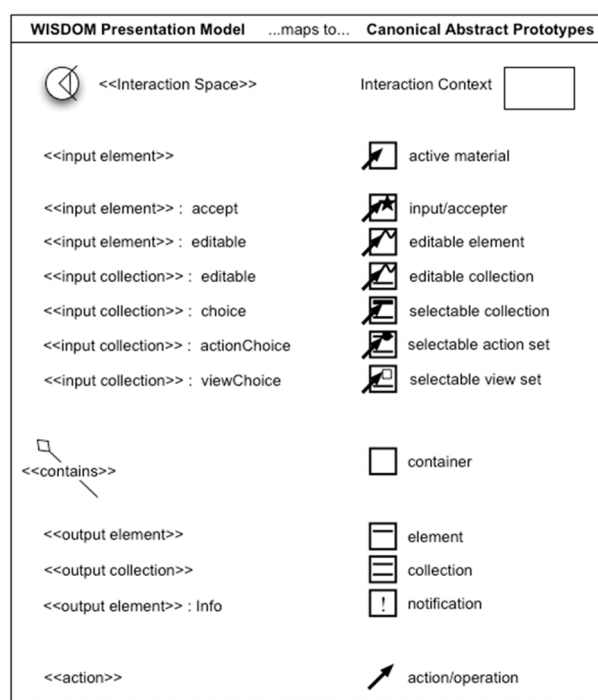 WISDOM Presentation Model ...maps to... Canonical Abstract Prototypes
<<Interaction Space>> Interaction Context
<<input element>> active material
<<input element>> : accept input/accepter
<<input element>> : editable editable element
<<input collection>> : editable editable collection
<<input collection>> : choice selectable collection
<<input collection>> : actionChoice selectable action set
<<input collection>> : viewChoice selectable view set
<<contains>> container
<<output element>> element
<<output collection>> collection
<<output element>> : Info ! notification
<<action>> action/operation